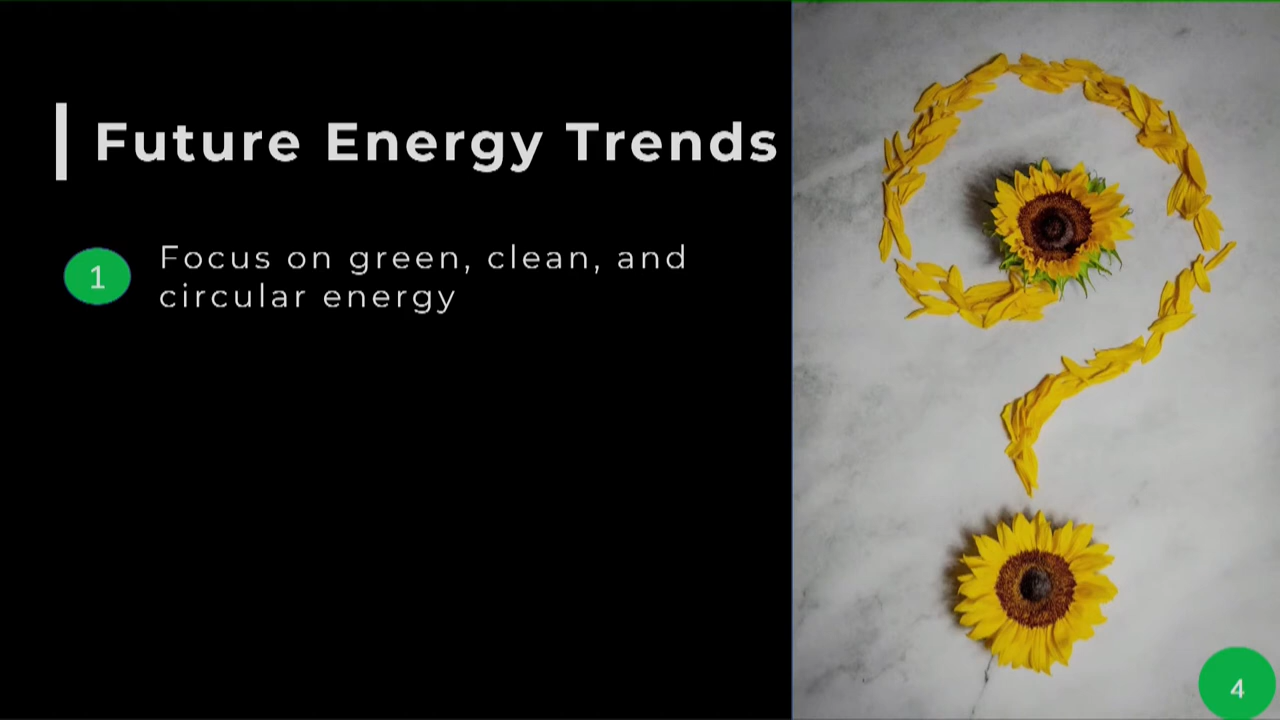 Future Energy Trends
1
Focus on green, clean, and
circular energy
4